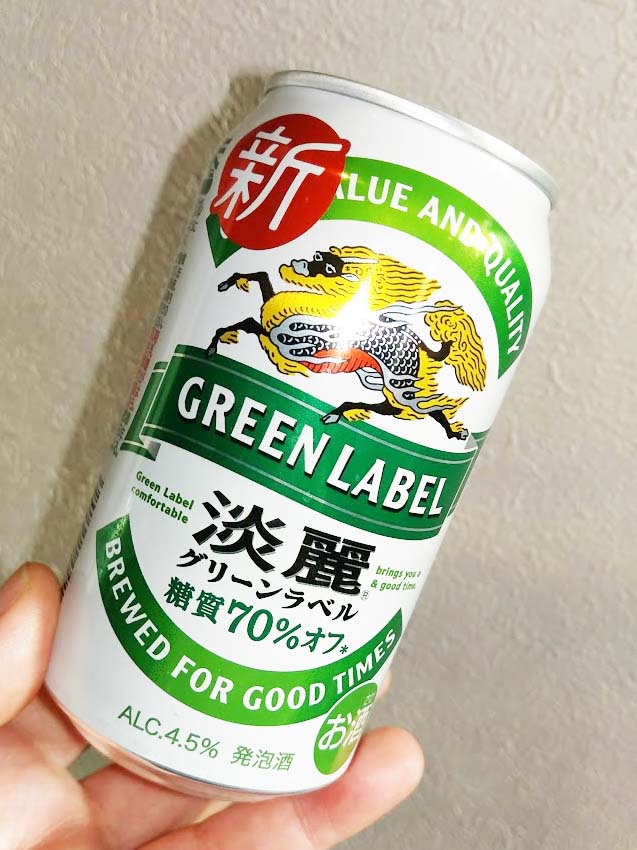 新
ALUE AND QUALITY
GREEN LABEL
Green Label
comfortable
淡麗®
グリーンラベル
brings you a
& good time.
糖質70%オフ*
BREWED FOR GOOD TIMES
お酒
ALC.4.5% 発泡酒